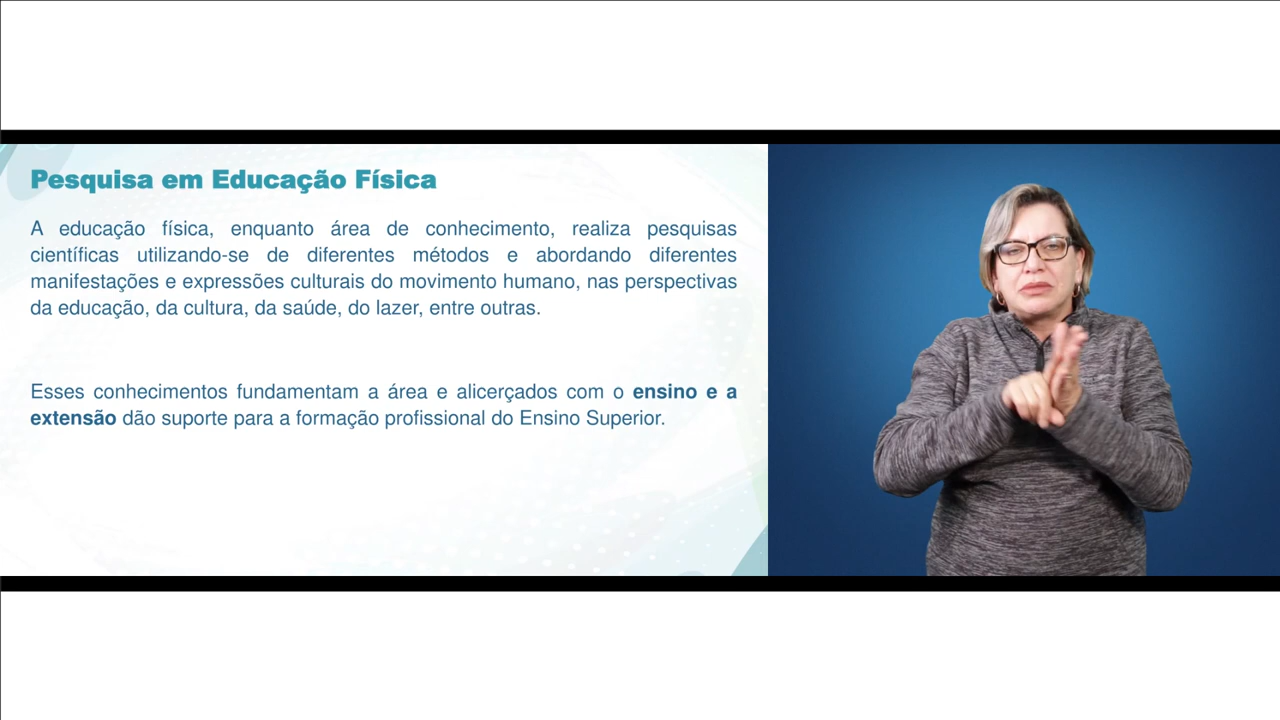 Pesquisa em Educação Física
A educação física, enquanto área de conhecimento, realiza pesquisas
científicas utilizando-se de diferentes métodos e abordando diferentes
manifestações e expressões culturais do movimento humano, nas perspectivas
da educação, da cultura, da saúde, do lazer, entre outras.
Esses conhecimentos fundamentam a área e alicerçados com o ensino e a
extensão dão suporte para a formação profissional do Ensino Superior.